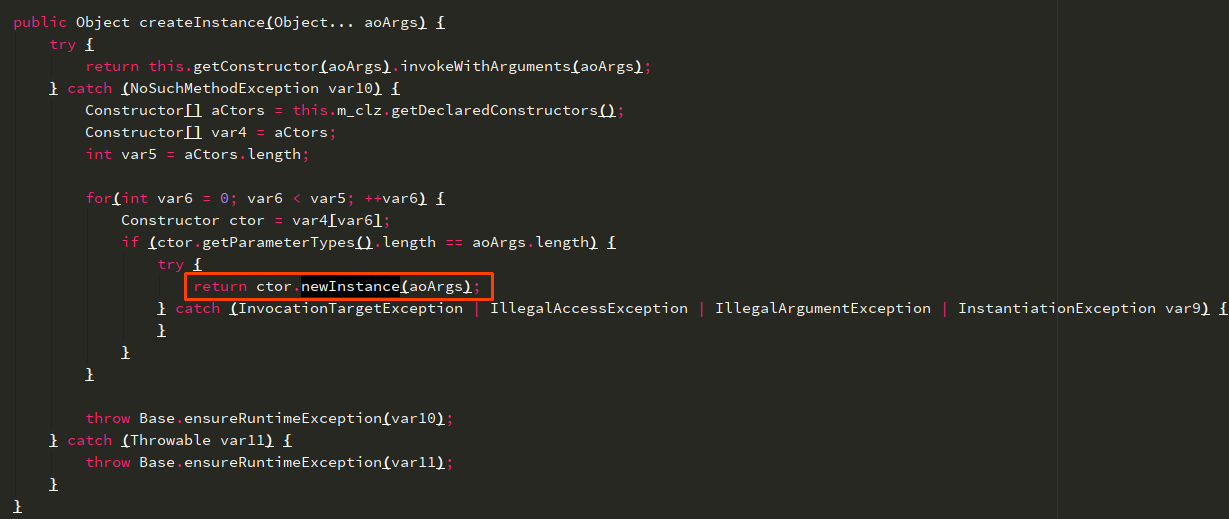 public Object createInstance(Object... aoArgs) {
try {
return this.getConstructor(aoArgs).invokeWithArguments(aoArgs);
} catch (NoSuchMethodException var10) {
Constructor[] aCtors = this.m_clz.getDeclaredConstructors();
Constructor[] var4 = aCtors;
int var5 = aCtors.length;
for(int var6 = 0; var6 < var5; ++var6) {
Constructor ctor = var4[var6];
if (ctor.getParameterTypes().length == aoArgs.length) {
try {
return ctor.newInstance(aoArgs);
} catch (InvocationTargetException | IllegalAccessException | IllegalArgumentException | InstantiationException var9) {
}
}
}
throw Base.ensureRuntimeException(var10);
} catch (Throwable var11) {
throw Base.ensureRuntimeException(var11);
}
}